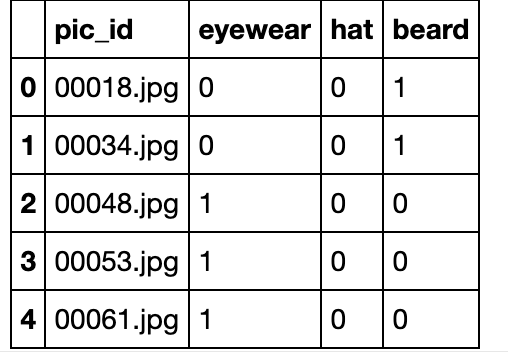 pic_id eyewear hat beard
0 00018.jpg 0 0 1
1 00034.jpg 0 0 1
2 00048.jpg 1 0 0
3 00053.jpg 1 0 0
4 00061.jpg 1 0 0